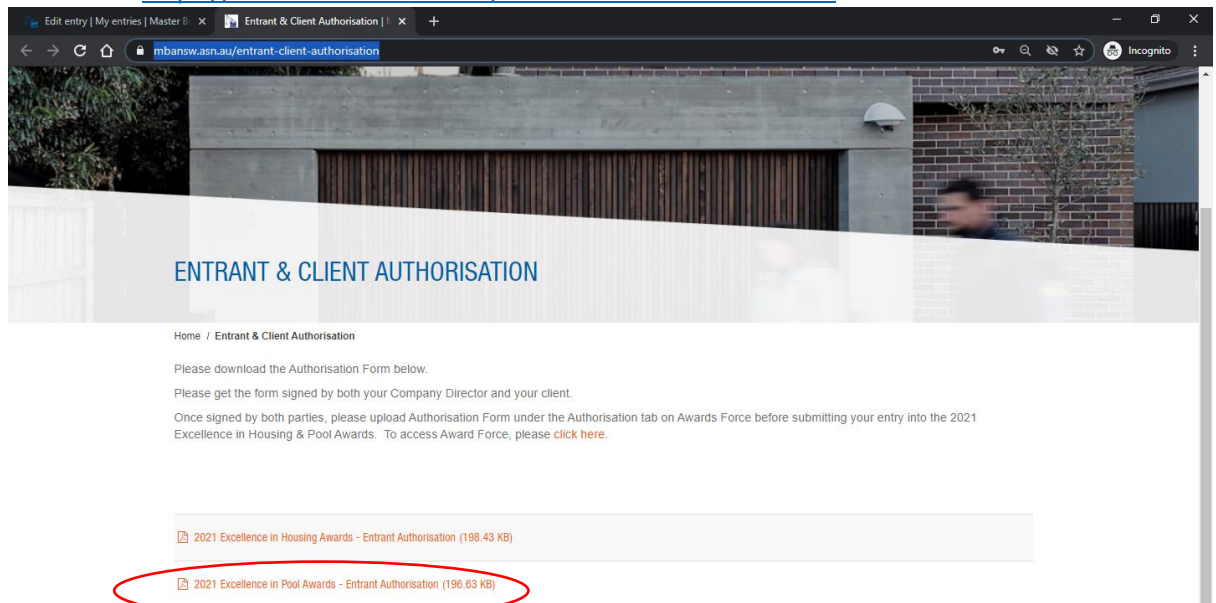 Edit entry | My entries | Master B
Entrant & Client Authorisation |
mbansw.asn.au/entrant-client-authorisation
Incognito
ENTRANT & CLIENT AUTHORISATION
Home / Entrant & Client Authorisation
Please download the Authorisation Form below.
Please get the form signed by both your Company Director and your client.
Once signed by both parties, please upload Authorisation Form under the Authorisation tab on Awards Force before submitting your entry into the 2021
Excellence in Housing & Pool Awards. To access Award Force, please click here.
2021 Excellence in Housing Awards - Entrant Authorisation (198.43 KB)
2021 Excellence in Pool Awards - Entrant Authorisation (196.63 KB)